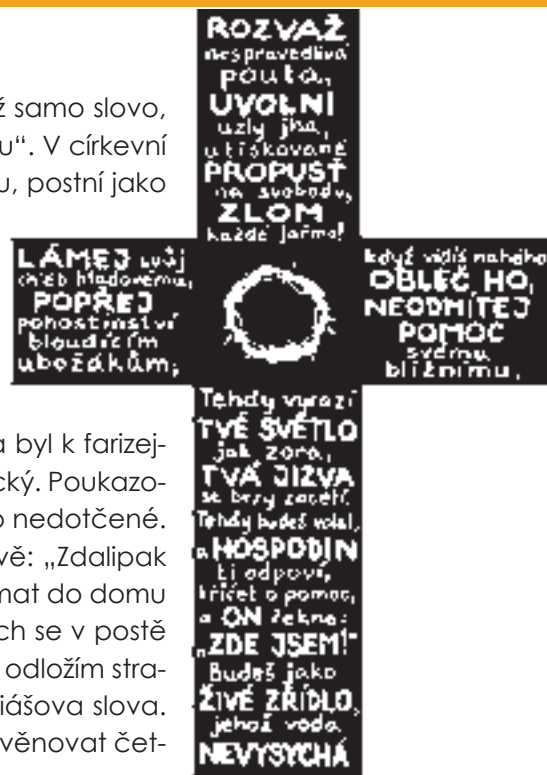 ž samo slovo,
u“. V církevní
u, postní jako
a byl k farizej-
cký. Poukazo-
o nedotčené.
vě: „Zdalipak
mat do domu
ch se v postě
odložím stra-
iášova slova.
věnovat čet-
ROZVAŽ
nespravedlivá
pouta,
UVOLNI
uzly jha,
utiskované
PROPUSŤ
na svobodu,
ZLOM
každé jařmo!
LÁMEJ svůj
chléb hladovému,
POPŘEJ
pohostinství
bloudícím
ubožákům;
když vidíš nahého
OBLEČ HO,
NEODMÍTEJ
POMOC
svému
bližnímu.
Tehdy vyrazí
TVÉ SVĚTLO
jak zora,
TVÁ JIZVA
se brzy zacelí.
Tehdy budeš volat,
a HOSPODIN
ti odpoví,
křičet o pomoc,
a ON řekne:
„ZDE JSEM!“
Budeš jako
ŽIVÉ ZŘÍDLO,
jehož voda
NEVYSYCHÁ